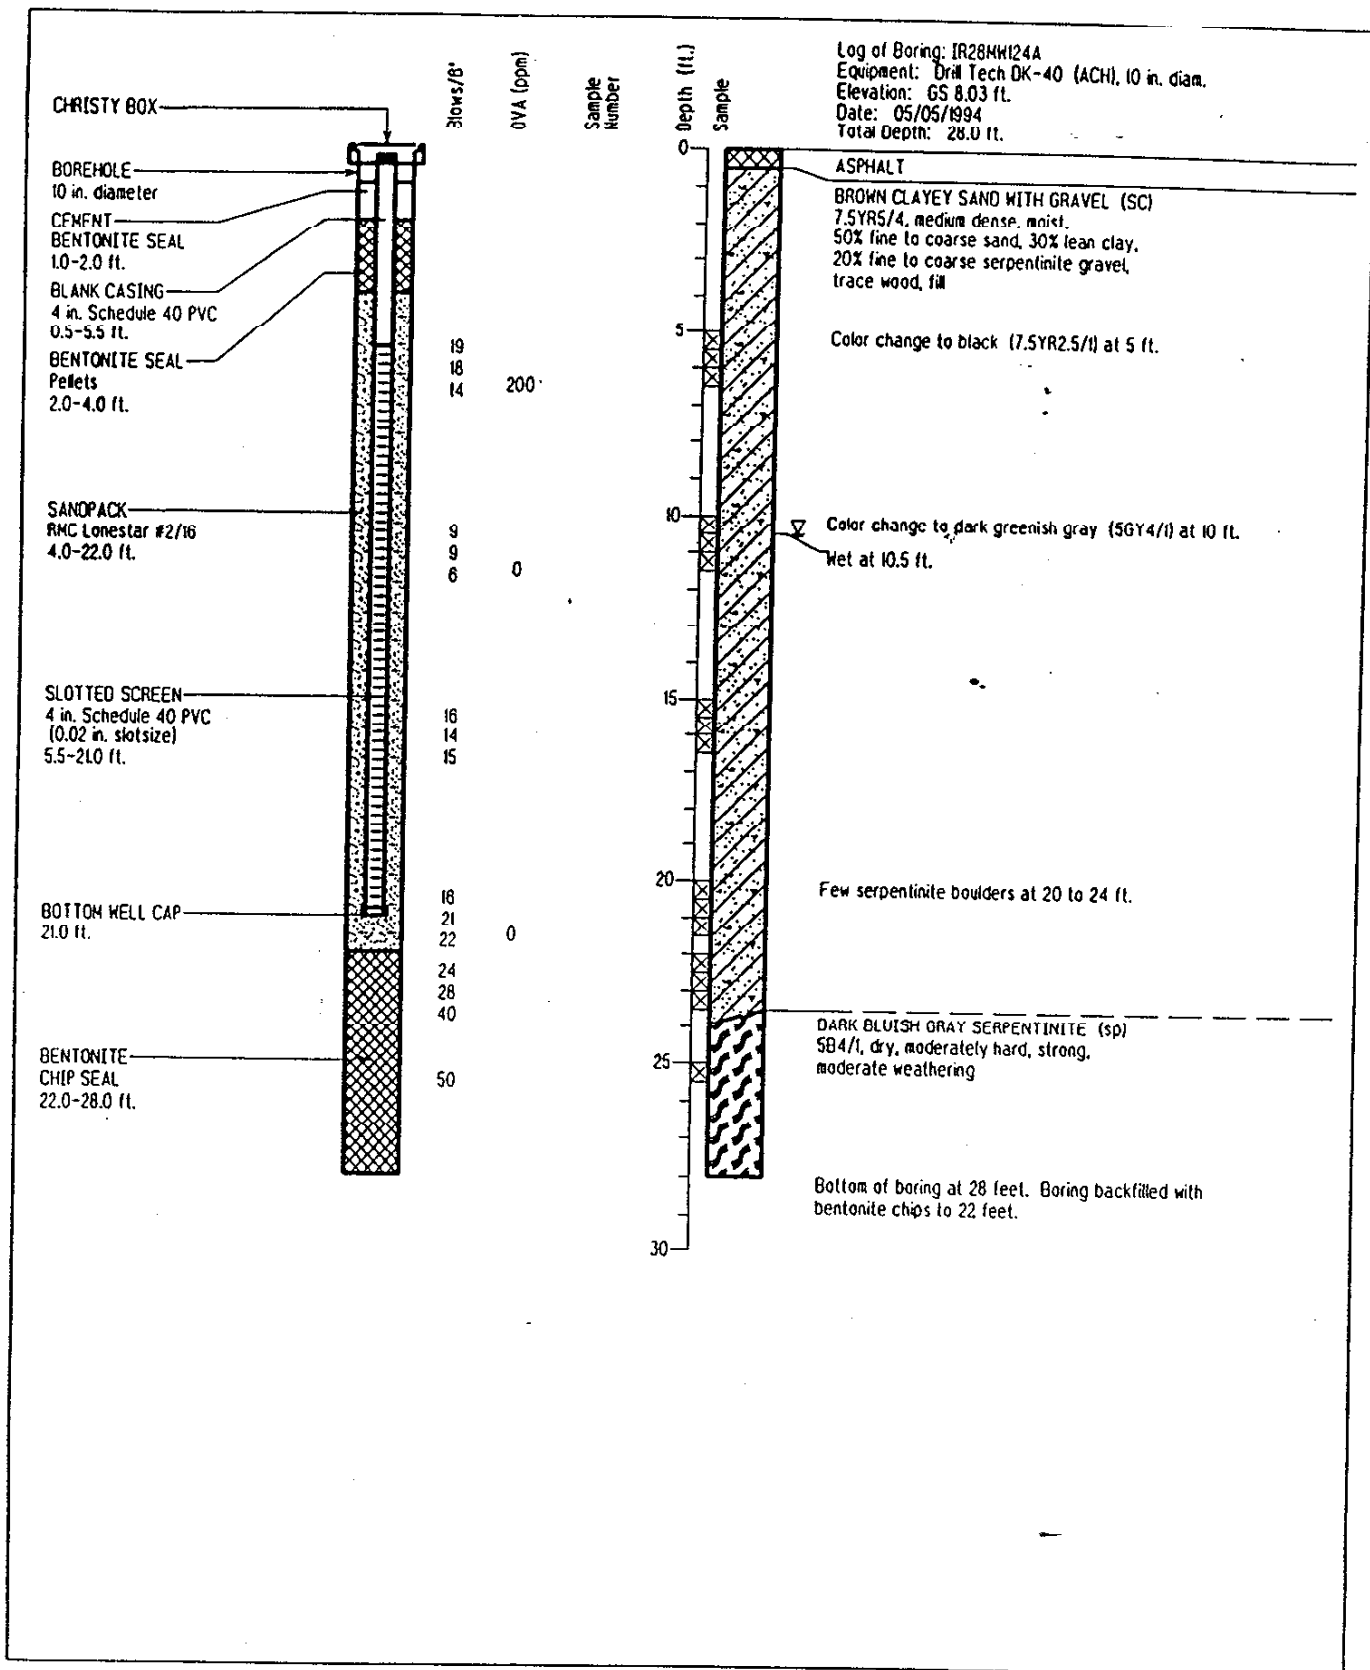 Log of Boring: IR28MW124A
Equipment: Drill Tech DK-40 (ACH), 10 in. diam.
Elevation: GS 8.03 ft.
Date: 05/05/1994
Total Depth: 28.0 ft.
Blows/6"
OVA (ppm)
Sample
Number
Depth (ft.)
Sample
CHRISTY BOX
BOREHOLE
10 in. diameter
CEMENT
BENTONITE SEAL
1.0-2.0 ft.
BLANK CASING
4 in. Schedule 40 PVC
0.5-5.5 ft.
BENTONITE SEAL
Pellets
2.0-4.0 ft.
SANDPACK
RMC Lonestar #2/16
4.0-22.0 ft.
SLOTTED SCREEN
4 in. Schedule 40 PVC
(0.02 in. slotsize)
5.5-21.0 ft.
BOTTOM WELL CAP
21.0 ft.
BENTONITE
CHIP SEAL
22.0-28.0 ft.
19
18
14 200
9
9
6 0
16
14
15
18
21
22 0
24
28
40
50
0
5
10
15
20
25
30
ASPHALT
BROWN CLAYEY SAND WITH GRAVEL (SC)
7.5YR5/4, medium dense, moist,
50% fine to coarse sand, 30% lean clay,
20% fine to coarse serpentinite gravel,
trace wood, fill
Color change to black (7.5YR2.5/1) at 5 ft.
Color change to dark greenish gray (5GY4/1) at 10 ft.
Wet at 10.5 ft.
Few serpentinite boulders at 20 to 24 ft.
DARK BLUISH GRAY SERPENTINITE (sp)
5B4/1, dry, moderately hard, strong,
moderate weathering
Bottom of boring at 28 feet. Boring backfilled with
bentonite chips to 22 feet.